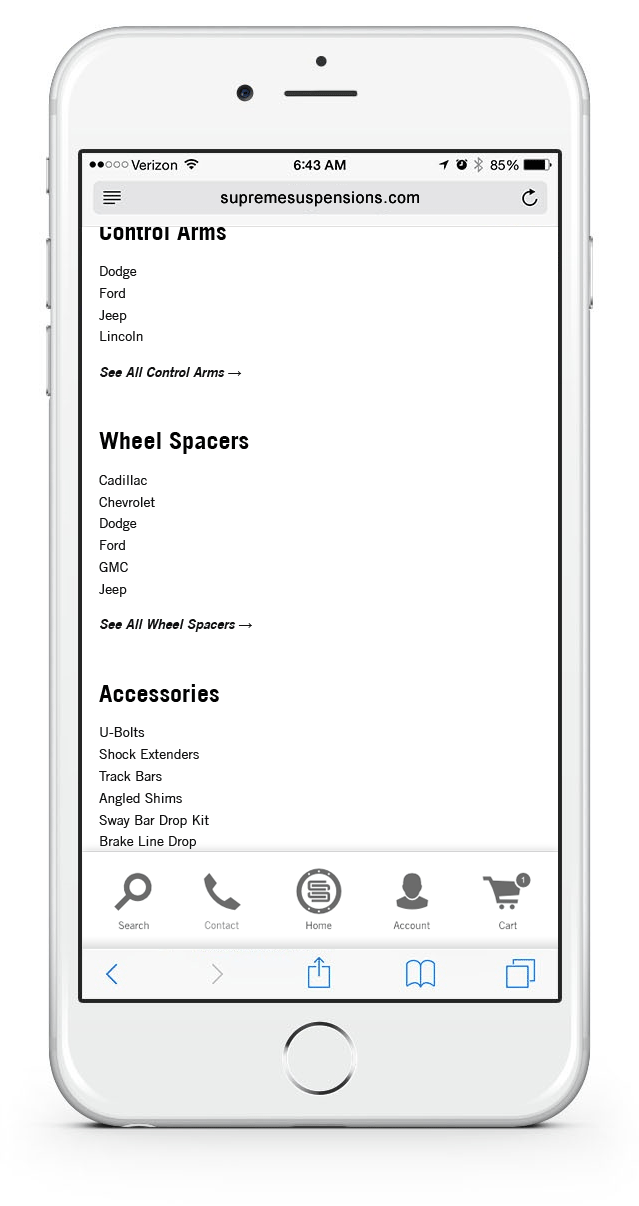 Verizon 6:43 AM 85%
supremesuspensions.com
Control Arms
Dodge
Ford
Jeep
Lincoln
See All Control Arms →
Wheel Spacers
Cadillac
Chevrolet
Dodge
Ford
GMC
Jeep
See All Wheel Spacers →
Accessories
U-Bolts
Shock Extenders
Track Bars
Angled Shims
Sway Bar Drop Kit
Brake Line Drop
1
Search Contact Home Account Cart